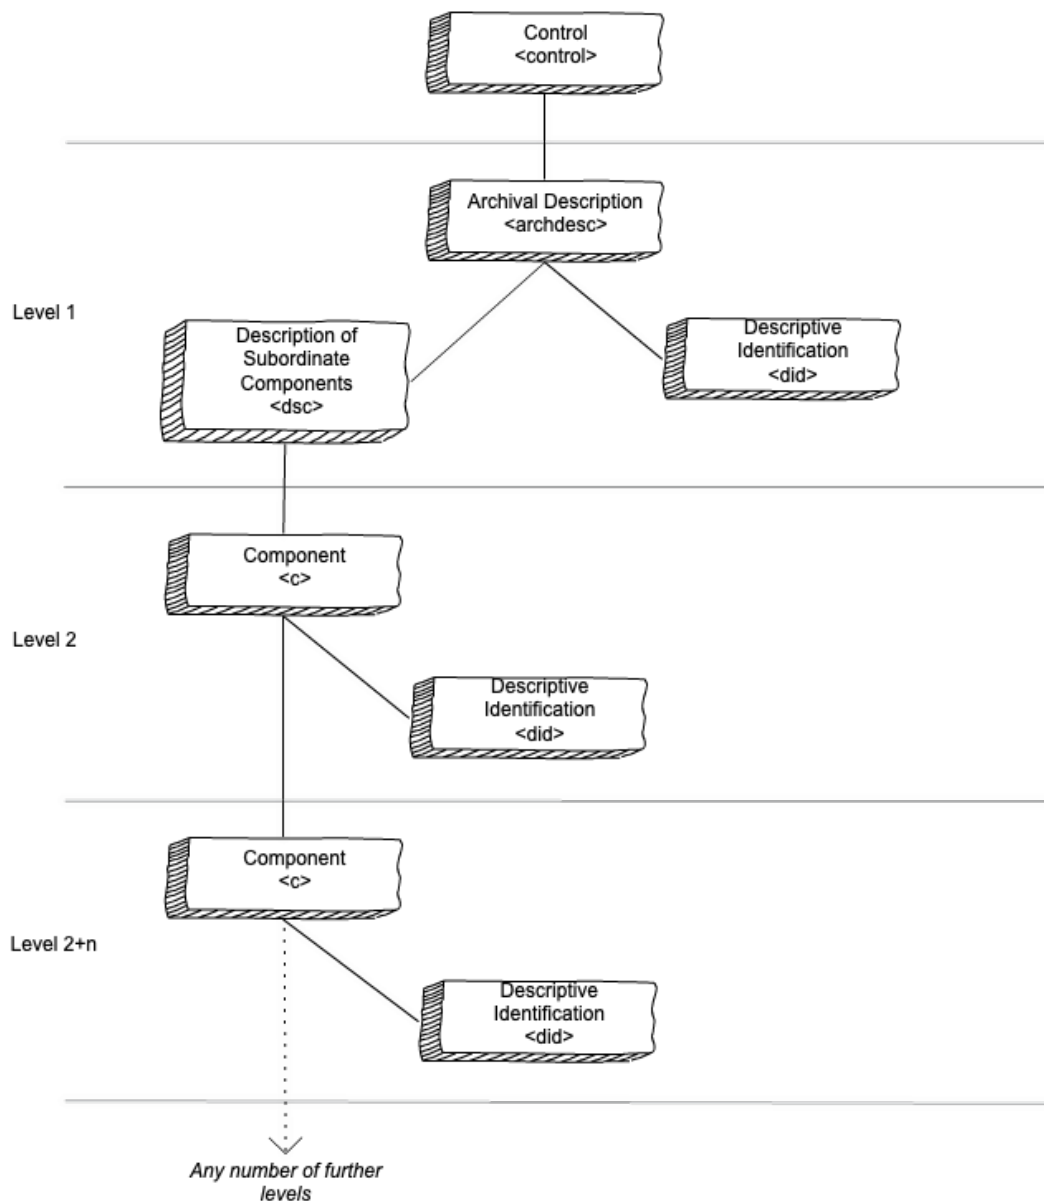 Control
<control>
Archival Description
<archdesc>
Level 1
Description of
Subordinate
Components
<dsc>
Descriptive
Identification
<did>
Component
<c>
Level 2
Descriptive
Identification
<did>
Component
<c>
Level 2+n
Descriptive
Identification
<did>
Any number of further
levels